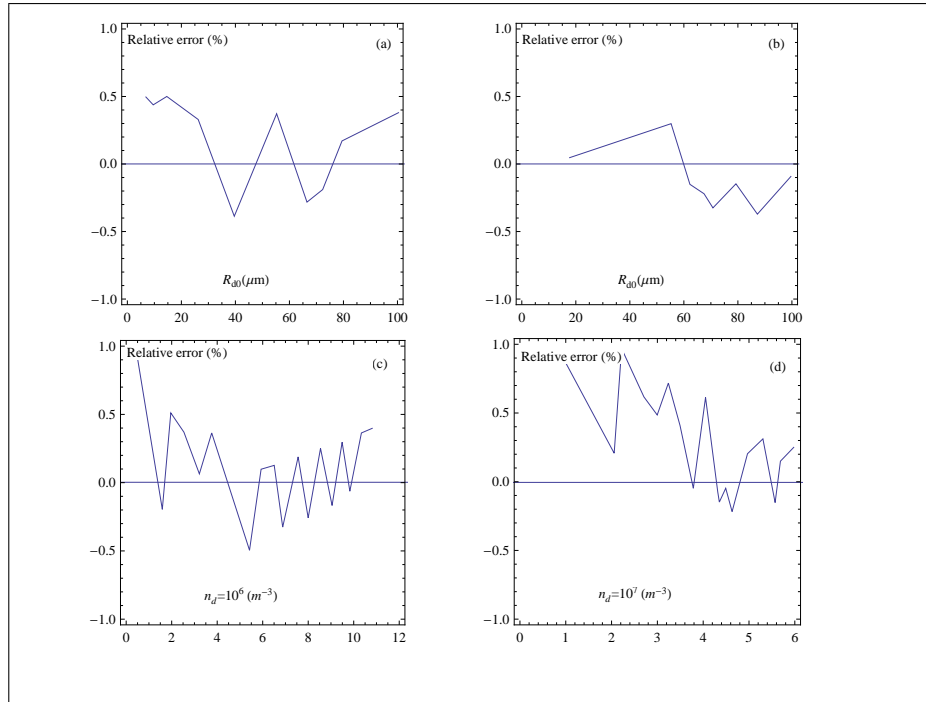 1.0
Relative error (%)
(a)
0.5
0.0
−0.5
R_d0(μm)
−1.0
0 20 40 60 80 100
1.0
Relative error (%)
(b)
0.5
0.0
−0.5
R_d0(μm)
−1.0
0 20 40 60 80 100
1.0
Relative error (%)
(c)
0.5
0.0
−0.5
n_d=10^6 (m^−3)
−1.0
0 2 4 6 8 10 12
1.0
Relative error (%)
(d)
0.5
0.0
−0.5
n_d=10^7 (m^−3)
−1.0
0 1 2 3 4 5 6